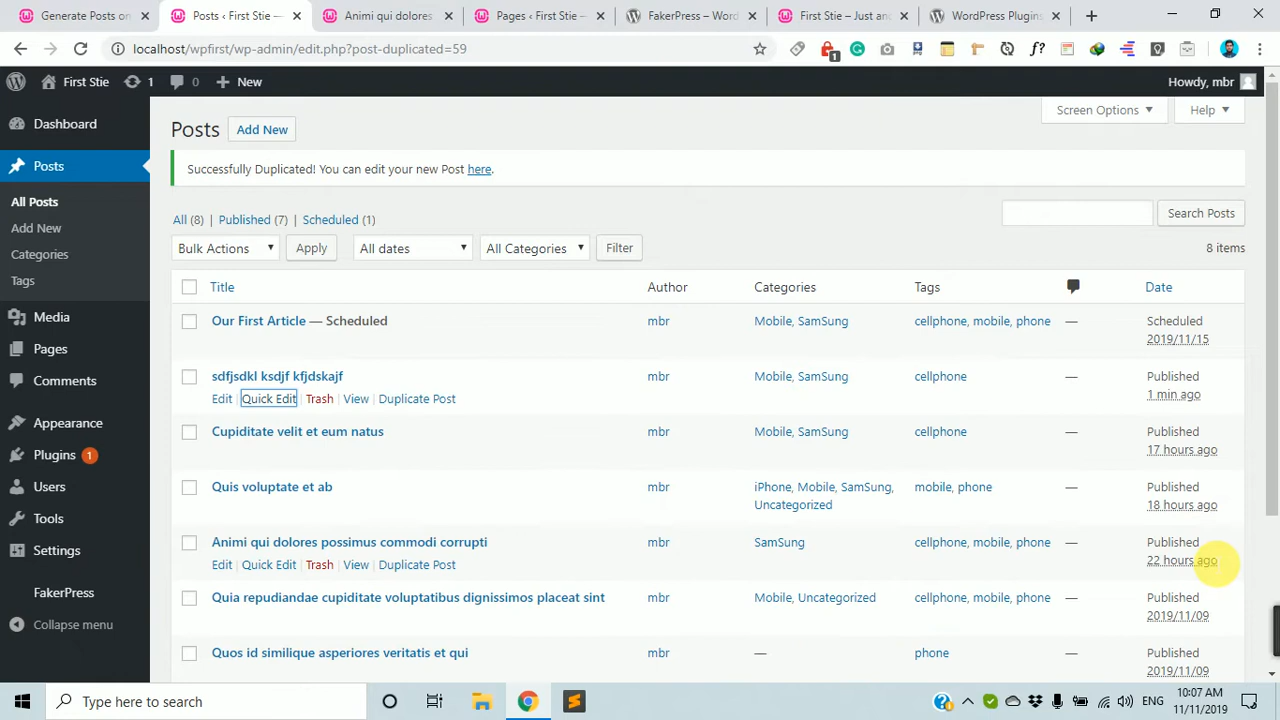 Generate Posts on
Posts ‹ First Stie —
Animi qui dolores
Pages ‹ First Stie —
FakerPress – Wor
First Stie – Just an
WordPress Plugins
localhost/wpfirst/wp-admin/edit.php?post-duplicated=59
1
f?
First Stie 1 0 New
Howdy, mbr
Dashboard
Posts
All Posts
Add New
Categories
Tags
Media
Pages
Comments
Appearance
Plugins 1
Users
Tools
Settings
FakerPress
Collapse menu
Screen Options
Help
Posts Add New
Successfully Duplicated! You can edit your new Post here.
All (8) | Published (7) | Scheduled (1)
Search Posts
Bulk Actions Apply All dates All Categories Filter
8 items
Title Author Categories Tags Date
Our First Article — Scheduled mbr Mobile, SamSung cellphone, mobile, phone — Scheduled
2019/11/15
sdfjsdkl ksdjf kfjdskajf mbr Mobile, SamSung cellphone — Published
Edit | Quick Edit | Trash | View | Duplicate Post 1 min ago
Cupiditate velit et eum natus mbr Mobile, SamSung cellphone — Published
17 hours ago
Quis voluptate et ab mbr iPhone, Mobile, SamSung, mobile, phone — Published
Uncategorized 18 hours ago
Animi qui dolores possimus commodi corrupti mbr SamSung cellphone, mobile, phone — Published
Edit | Quick Edit | Trash | View | Duplicate Post 22 hours ago
Quia repudiandae cupiditate voluptatibus dignissimos placeat sint mbr Mobile, Uncategorized cellphone, mobile, phone — Published
2019/11/09
Quos id similique asperiores veritatis et qui mbr — phone — Published
2019/11/09
Type here to search
ENG
10:07 AM
11/11/2019